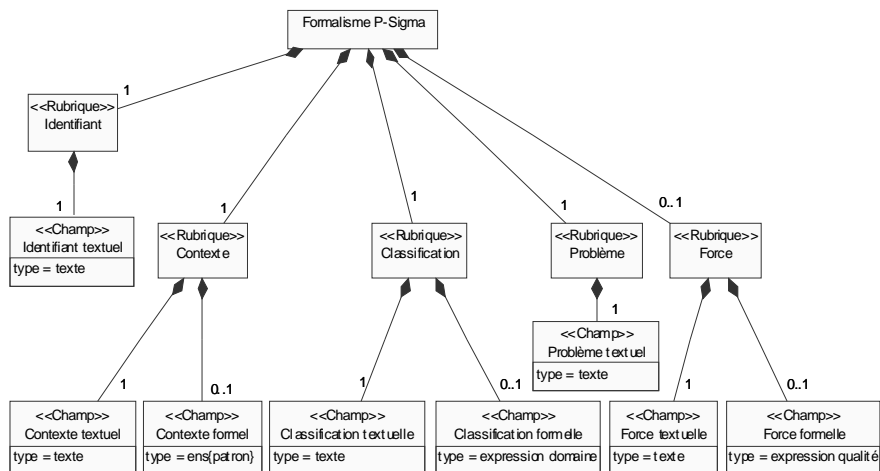 Formalisme P-Sigma
1
<<Rubrique>>
Identifiant
1
<<Champ>>
Identifiant textuel
type = texte
1
<<Rubrique>>
Contexte
1
<<Rubrique>>
Classification
1
<<Rubrique>>
Problème
0..1
<<Rubrique>>
Force
1
<<Champ>>
Problème textuel
type = texte
1
<<Champ>>
Contexte textuel
type = texte
0..1
<<Champ>>
Contexte formel
type = ens{patron}
1
<<Champ>>
Classification textuelle
type = texte
0..1
<<Champ>>
Classification formelle
type = expression domaine
1
<<Champ>>
Force textuelle
type = texte
0..1
<<Champ>>
Force formelle
type = expression qualité